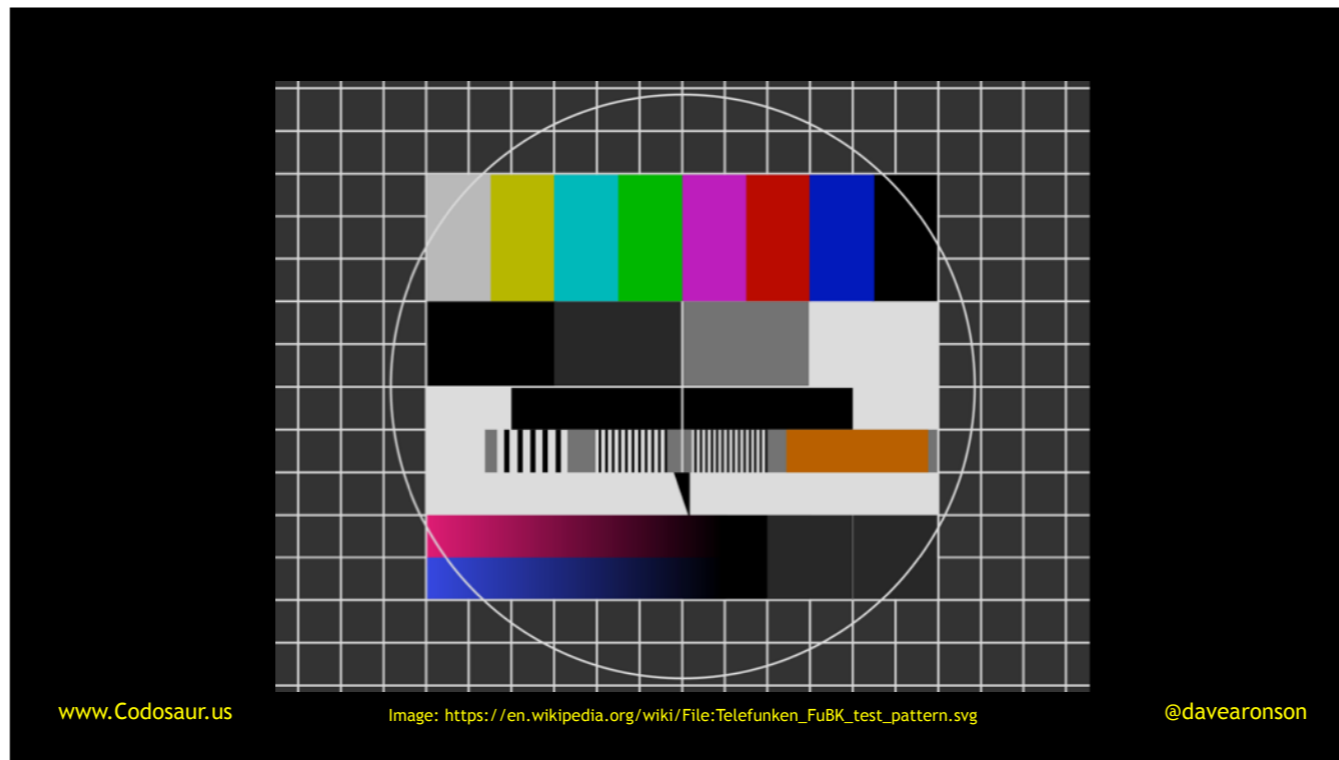 www.Codosaur.us
Image: https://en.wikipedia.org/wiki/File:Telefunken_FuBK_test_pattern.svg
@davearonson